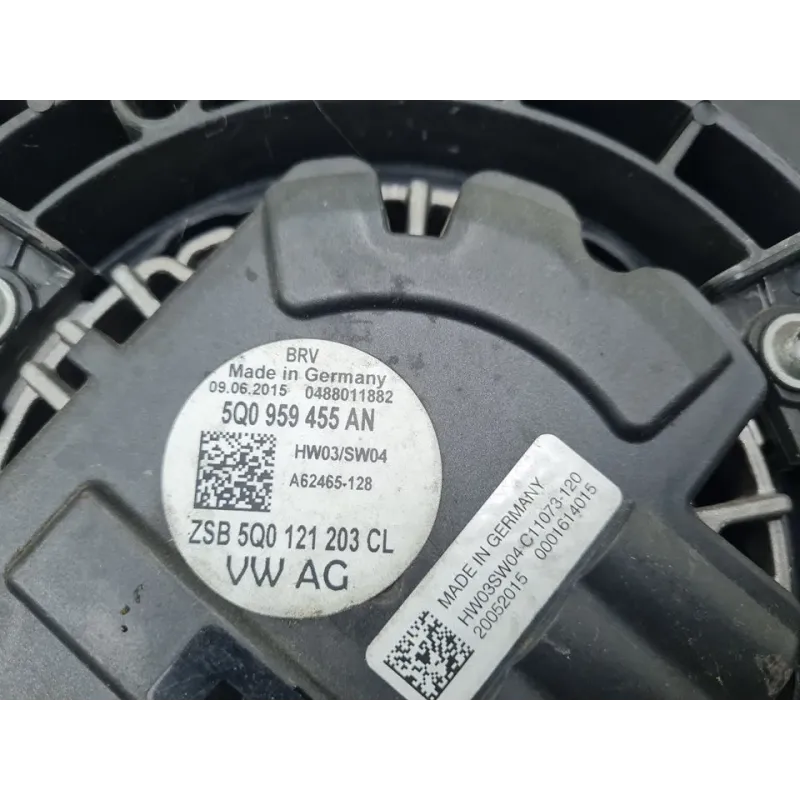 BRV
Made in Germany
09.06.2015 0488011882
5Q0 959 455 AN
HW03/SW04
A62465-128
ZSB 5Q0 121 203 CL
VW AG
MADE IN GERMANY
HW03SW04 C11073-120
20052015 0001614015